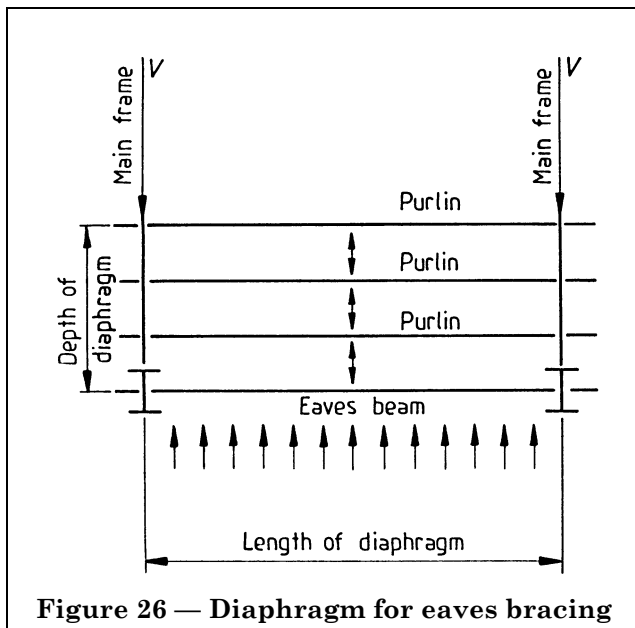 V
V
Main frame
Main frame
Purlin
Purlin
Purlin
Depth of
diaphragm
Eaves beam
Length of diaphragm
Figure 26 — Diaphragm for eaves bracing